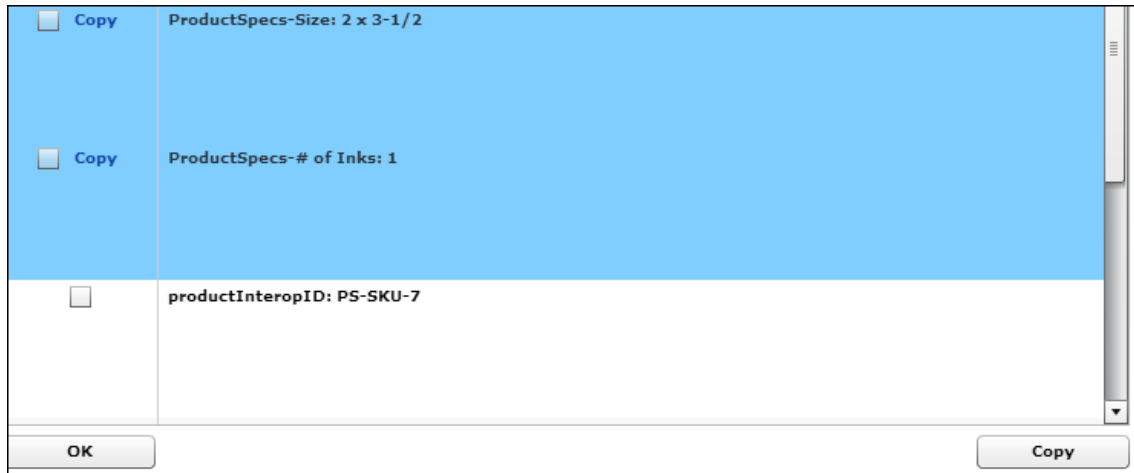 Copy ProductSpecs-Size: 2 x 3-1/2
Copy ProductSpecs-# of Inks: 1
productInteropID: PS-SKU-7
OK Copy